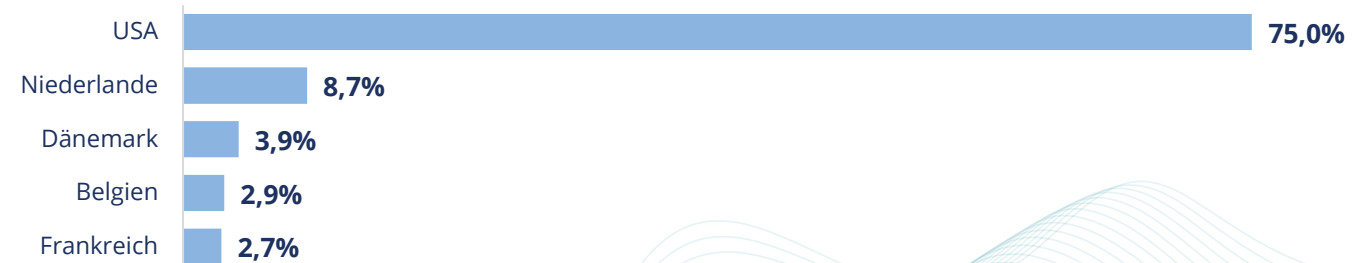 USA 75,0%
Niederlande 8,7%
Dänemark 3,9%
Belgien 2,9%
Frankreich 2,7%